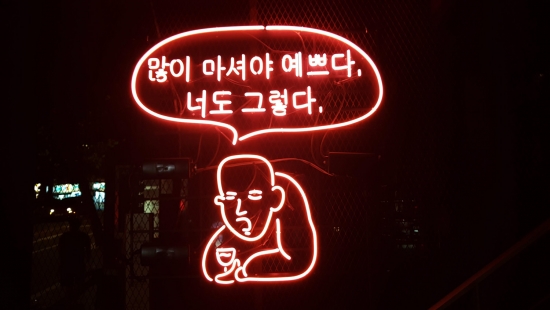 많이 마셔야 예쁘다.
너도 그렇다.